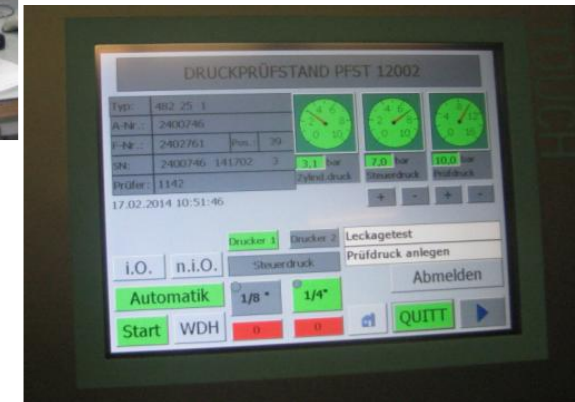 DRUCKPRÜFSTAND PFST 12002
Typ: 482 25 1
A-Nr.: 2400746
F-Nr.: 2402761 Pos.: 39
SN: 2400746 141702 3
Prüfer: 1142
17.02.2014 10:51:46
3,1 bar 7,0 bar 10,0 bar
Zylind.druck Steuerdruck Prüfdruck
+ - + -
Drucker 1 Drucker 2 Leckagetest
Prüfdruck anlegen
i.O. n.i.O. Steuerdruck Abmelden
Automatik 1/8 " 1/4"
Start WDH 0 0 QUITT